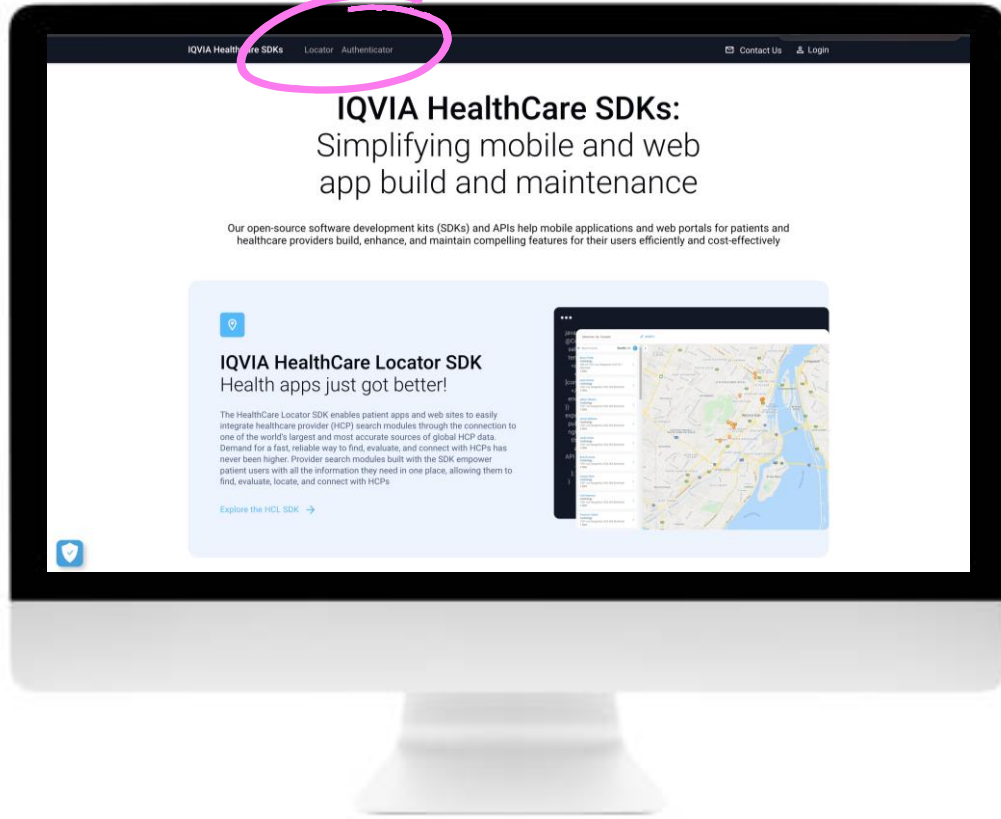 IQVIA HealthCare SDKs Locator Authenticator Contact Us Login
IQVIA HealthCare SDKs:
Simplifying mobile and web
app build and maintenance
Our open-source software development kits (SDKs) and APIs help mobile applications and web portals for patients and
healthcare providers build, enhance, and maintain compelling features for their users efficiently and cost-effectively
IQVIA HealthCare Locator SDK
Health apps just got better!
The HealthCare Locator SDK enables patient apps and web sites to easily
integrate healthcare provider (HCP) search modules through the connection to
one of the world's largest and most accurate sources of global HCP data.
Demand for a fast, reliable way to find, evaluate, and connect with HCPs has
never been higher. Provider search modules built with the SDK empower
patient users with all the information they need in one place, allowing them to
find, evaluate, locate, and connect with HCPs
Explore the HCL SDK